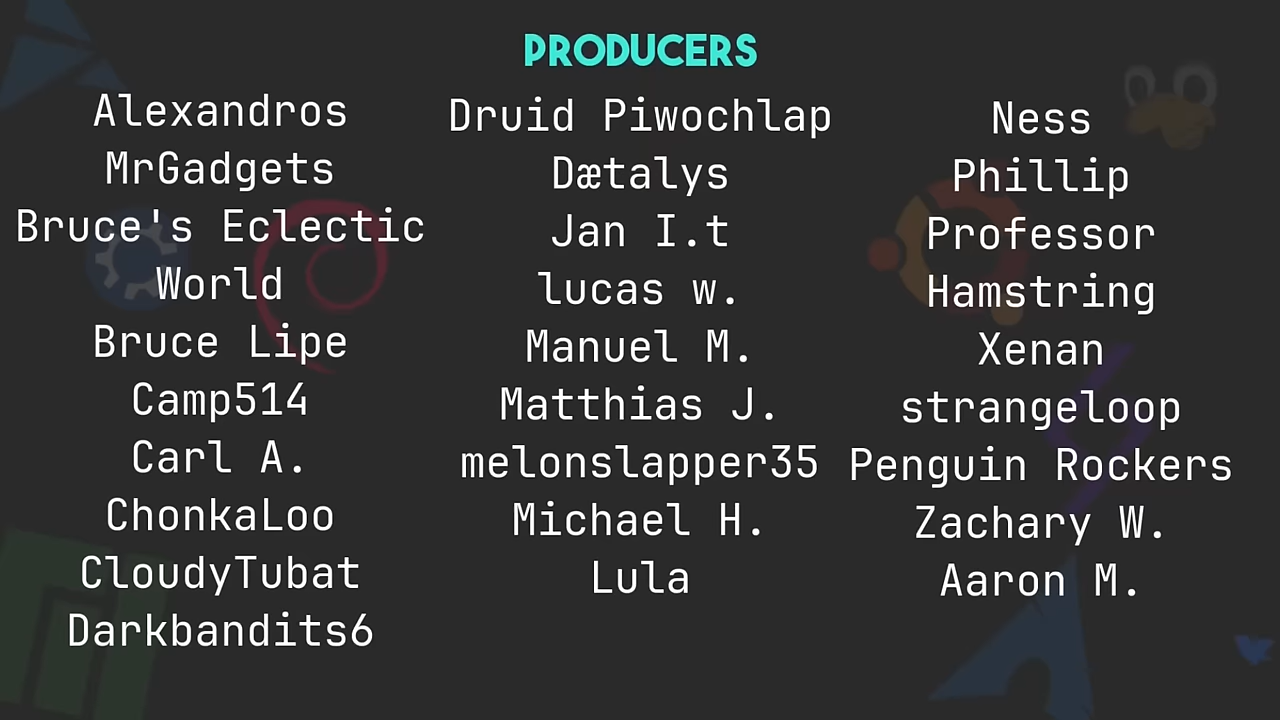 PRODUCERS
Alexandros
MrGadgets
Bruce's Eclectic
World
Bruce Lipe
Camp514
Carl A.
ChonkaLoo
CloudyTubat
Darkbandits6
Druid Piwochlap
Dætalys
Jan I.t
lucas w.
Manuel M.
Matthias J.
melonslapper35
Michael H.
Lula
Ness
Phillip
Professor
Hamstring
Xenan
strangeloop
Penguin Rockers
Zachary W.
Aaron M.